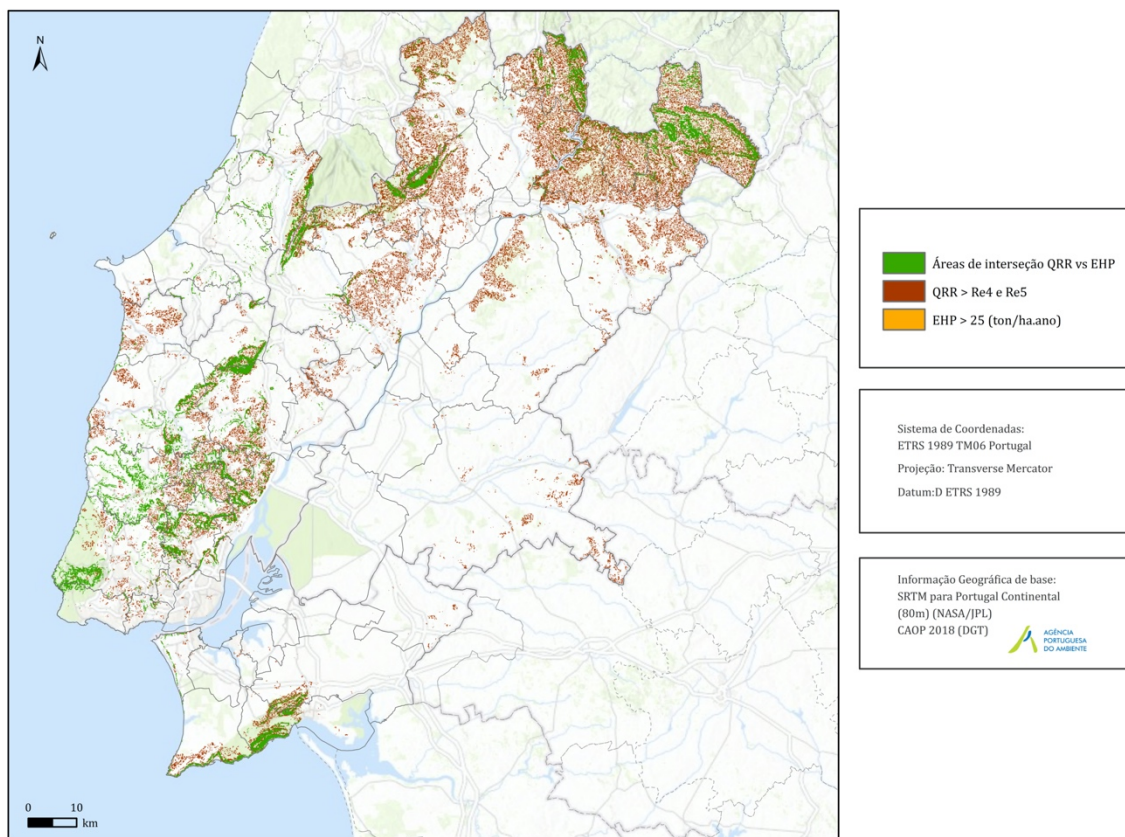 N
0 10
km
Áreas de interseção QRR vs EHP
QRR > Re4 e Re5
EHP > 25 (ton/ha.ano)
Sistema de Coordenadas:
ETRS 1989 TM06 Portugal
Projeção: Transverse Mercator
Datum:D ETRS 1989
Informação Geográfica de base:
SRTM para Portugal Continental
(80m) (NASA/JPL)
CAOP 2018 (DGT)
AGÊNCIA
PORTUGUESA
DO AMBIENTE